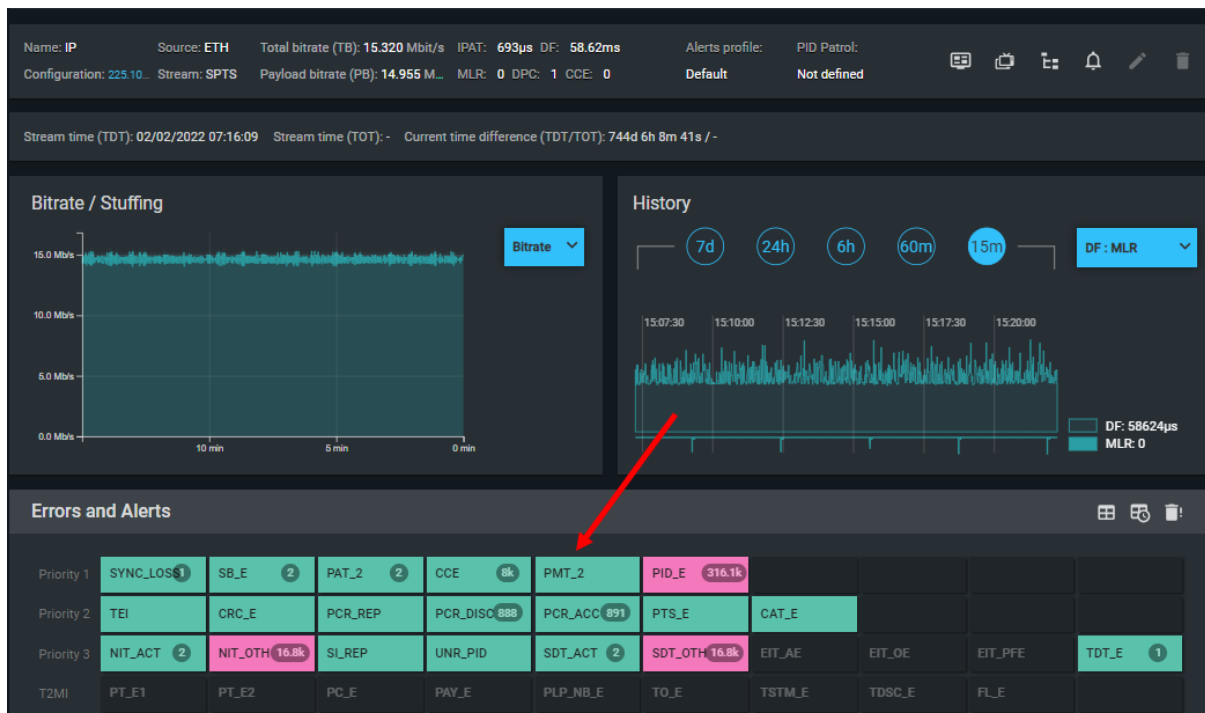 Name: IP Source: ETH Total bitrate (TB): 15.320 Mbit/s IPAT: 693µs DF: 58.62ms Alerts profile: PID Patrol:
Configuration: 225.10... Stream: SPTS Payload bitrate (PB): 14.955 M... MLR: 0 DPC: 1 CCE: 0 Default Not defined
Stream time (TDT): 02/02/2022 07:16:09 Stream time (TOT): - Current time difference (TDT/TOT): 744d 6h 8m 41s / -
Bitrate / Stuffing
Bitrate
15.0 Mb/s
10.0 Mb/s
5.0 Mb/s
0.0 Mb/s
10 min 5 min 0 min
History
7d 24h 6h 60m 15m DF : MLR
15:07:30 15:10:00 15:12:30 15:15:00 15:17:30 15:20:00
DF: 58624µs
MLR: 0
Errors and Alerts
Priority 1 SYNC_LOSS 1 SB_E 2 PAT_2 2 CCE 8k PMT_2 PID_E 316.1k
Priority 2 TEI CRC_E PCR_REP PCR_DISC 888 PCR_ACC 891 PTS_E CAT_E
Priority 3 NIT_ACT 2 NIT_OTH 16.8k SI_REP UNR_PID SDT_ACT 2 SDT_OTH 16.8k EIT_AE EIT_OE EIT_PFE TDT_E 1
T2MI PT_E1 PT_E2 PC_E PAY_E PLP_NB_E TO_E TSTM_E TDSC_E FL_E